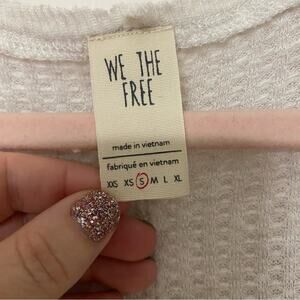 WE THE
FREE
made in vietnam
fabriqué en vietnam
XXS XS S M L XL